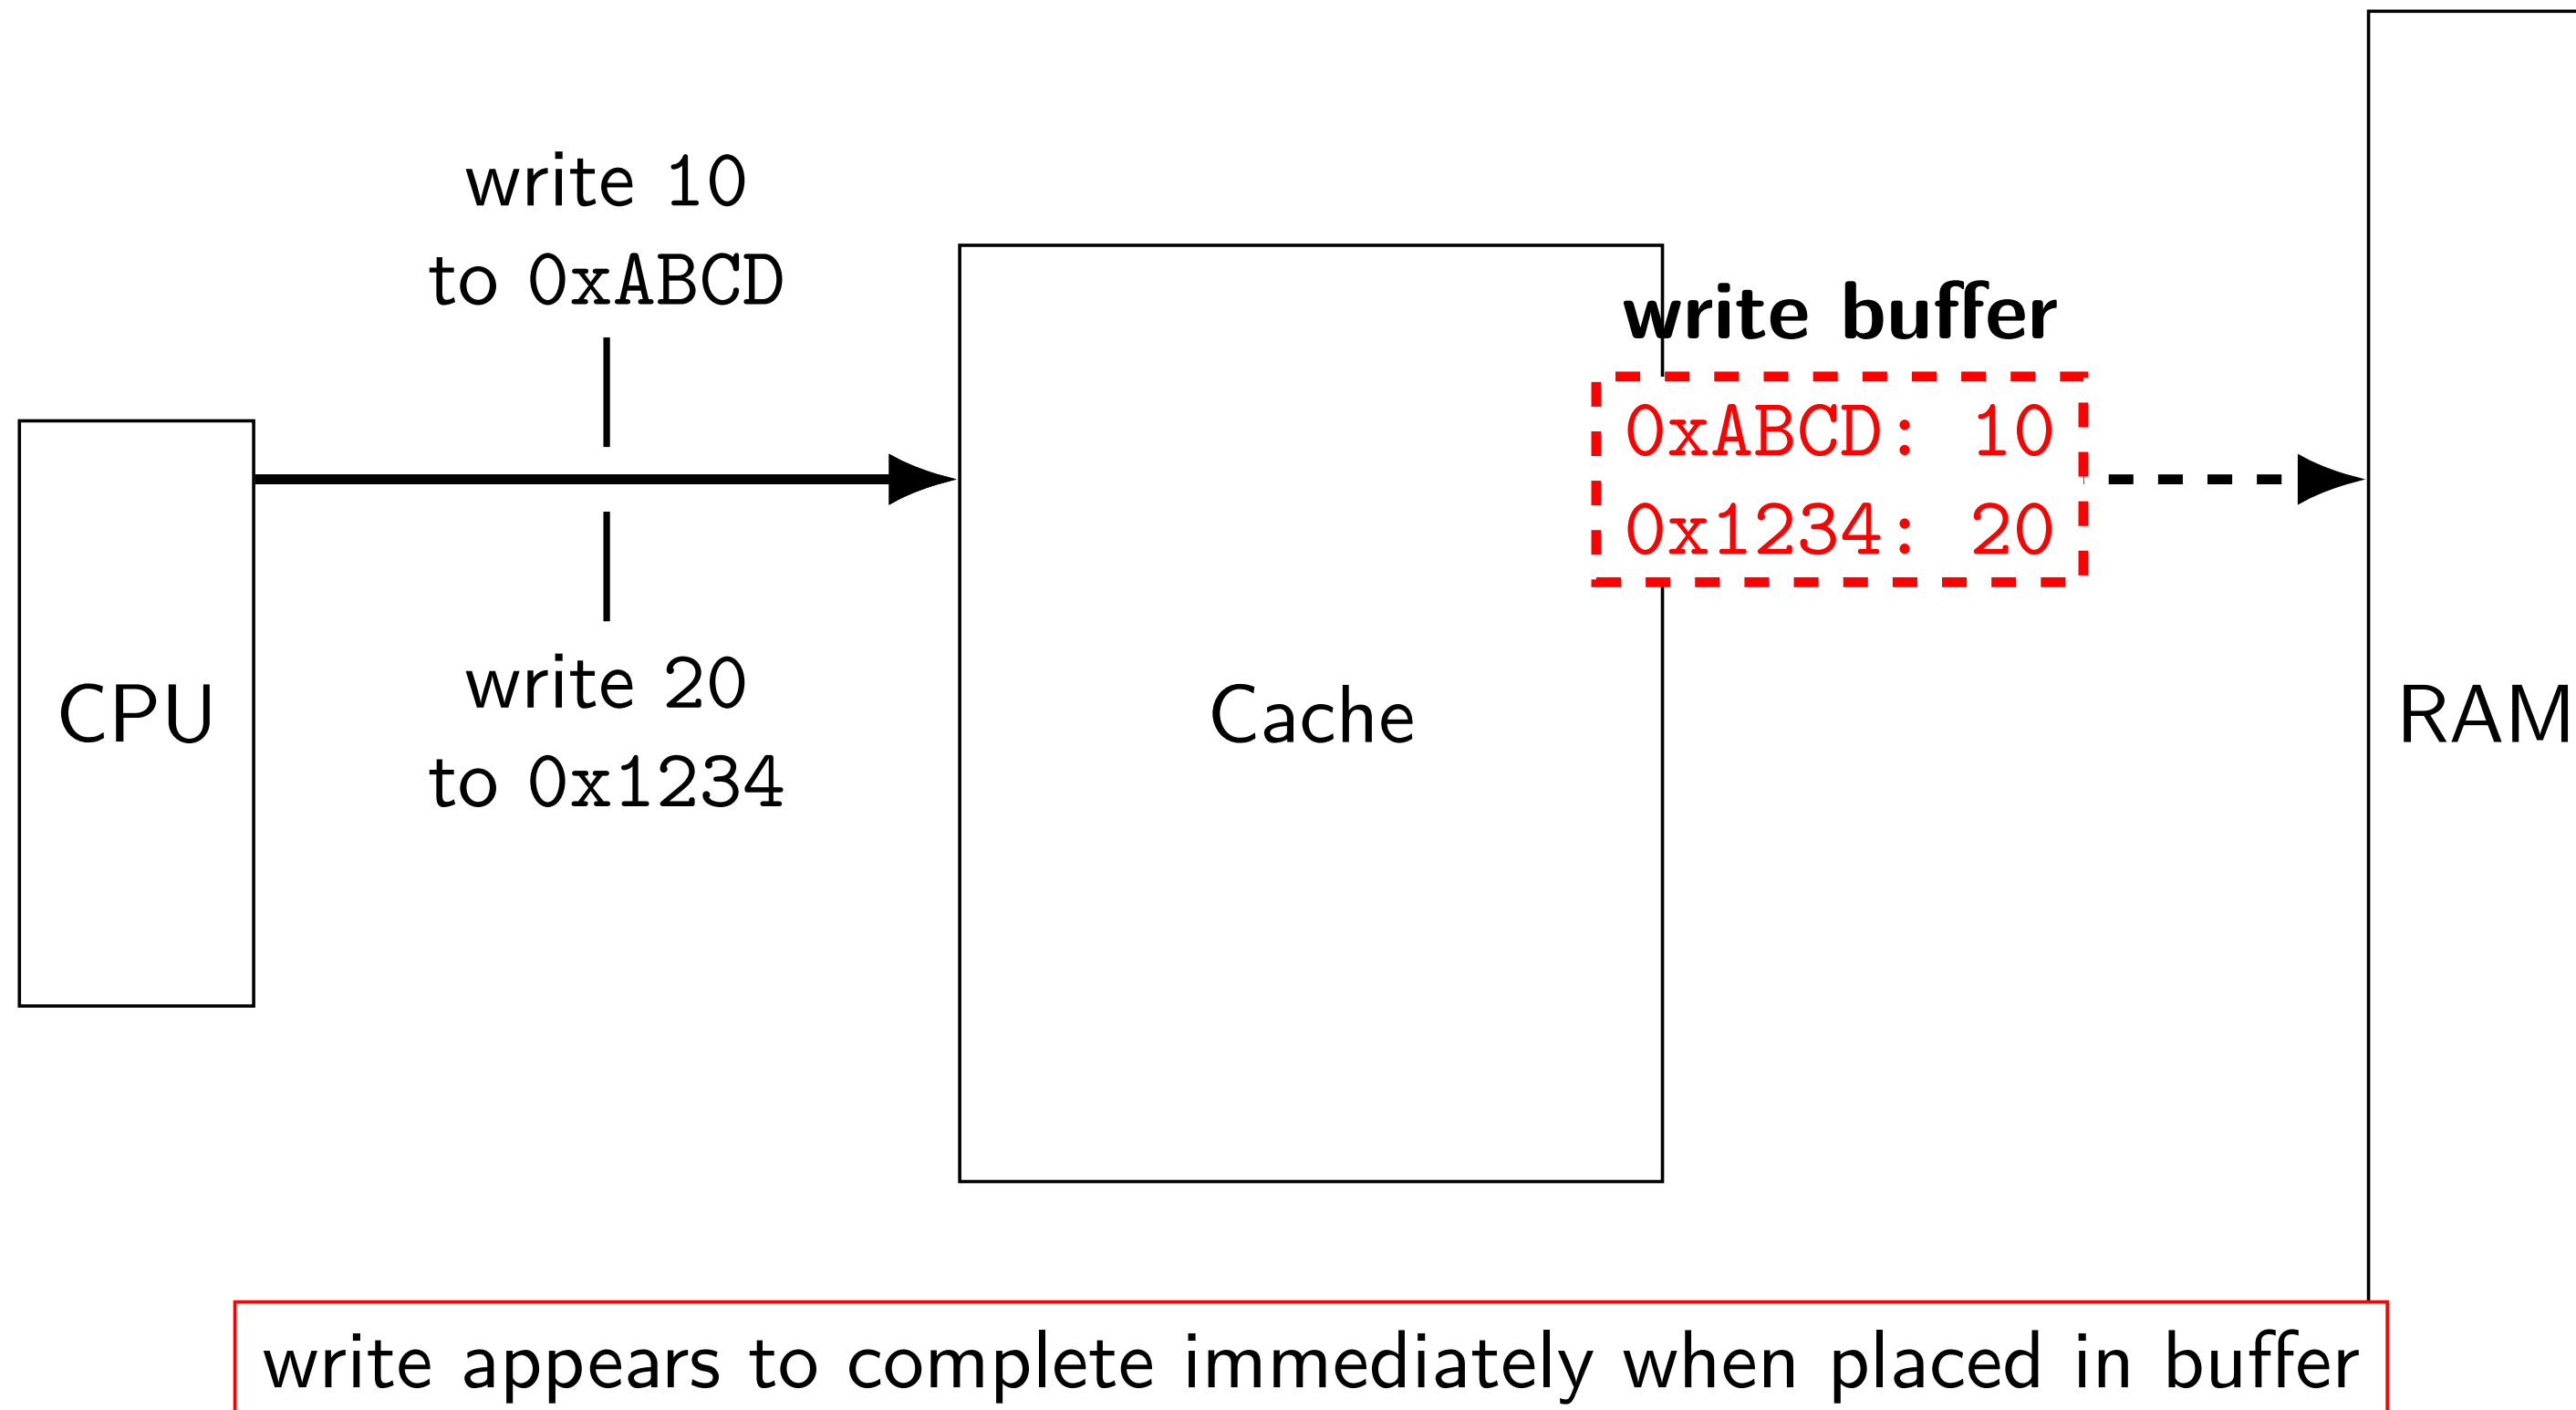 write 10
to 0xABCD
write buffer
0xABCD: 10
0x1234: 20
CPU
write 20
to 0x1234
Cache
RAM
write appears to complete immediately when placed in buffer